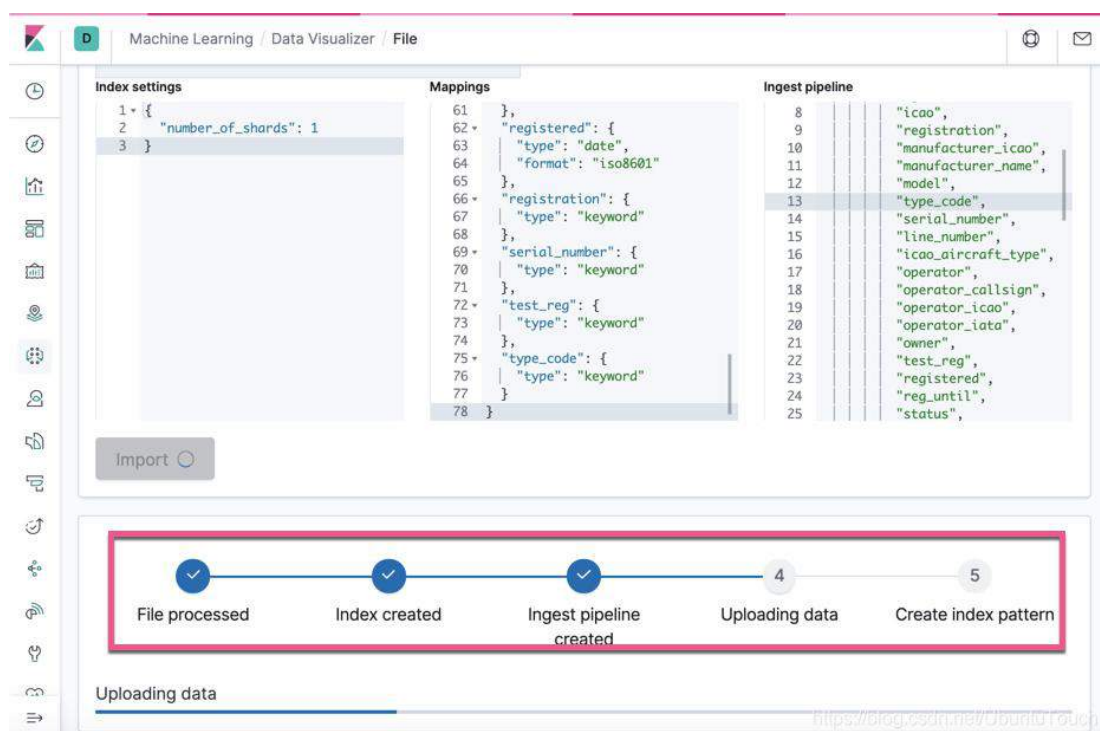 D Machine Learning / Data Visualizer / File
Index settings
1 {
2 "number_of_shards": 1
3 }
Mappings
61 },
62 "registered": {
63 "type": "date",
64 "format": "iso8601"
65 },
66 "registration": {
67 "type": "keyword"
68 },
69 "serial_number": {
70 "type": "keyword"
71 },
72 "test_reg": {
73 "type": "keyword"
74 },
75 "type_code": {
76 "type": "keyword"
77 }
78 }
Ingest pipeline
8 "icao",
9 "registration",
10 "manufacturer_icao",
11 "manufacturer_name",
12 "model",
13 "type_code",
14 "serial_number",
15 "line_number",
16 "icao_aircraft_type",
17 "operator",
18 "operator_callsign",
19 "operator_icao",
20 "operator_iata",
21 "owner",
22 "test_reg",
23 "registered",
24 "reg_until",
25 "status",
Import
4 5
File processed Index created Ingest pipeline created Uploading data Create index pattern
Uploading data
https://blog.csdn.net/UbuntuTouch